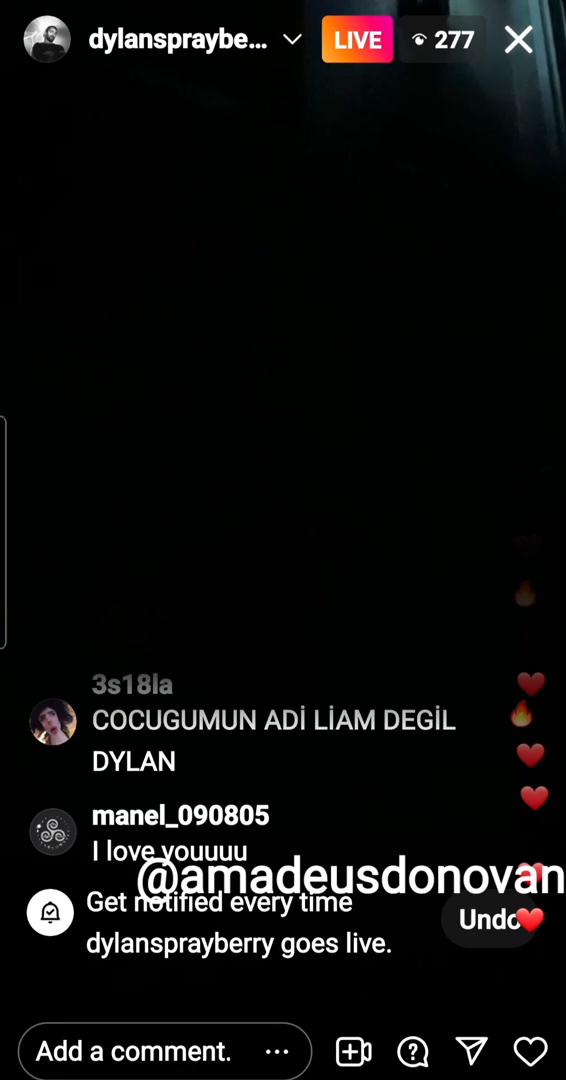 dylanspraybe...
LIVE
277
3s18la
COCUGUMUN ADİ LİAM DEGİL
DYLAN
manel_090805
I love youuuu
@amadeusdonovan
Get notified every time
dylansprayberry goes live.
Undo
Add a comment.